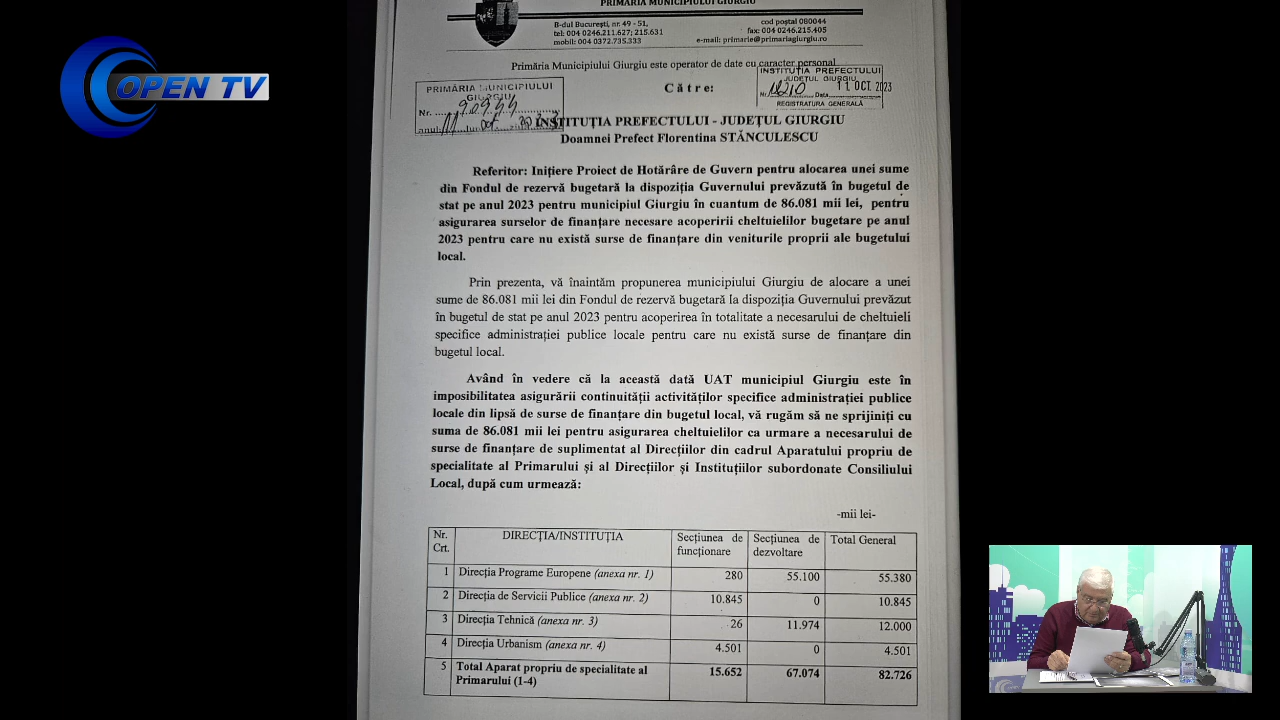 PRIMĂRIA MUNICIPIULUI GIURGIU
B-dul București, nr. 49 - 51,
tel: 004 0246.211.627; 215.631
mobil: 004 0372.735.333
cod poștal 080044
fax: 004 0246.215.405
e-mail: primarie@primariagiurgiu.ro
OPEN TV
Primăria Municipiului Giurgiu este operator de date cu caracter personal
PRIMĂRIA MUNICIPIULUI
GIURGIU
Nr.
anul luna
Către:
INSTITUȚIA PREFECTULUI
JUDEȚUL GIURGIU
Nr. Data 11 OCT. 2023
REGISTRATURA GENERALĂ
INSTITUȚIA PREFECTULUI - JUDEȚUL GIURGIU
Doamnei Prefect Florentina STĂNCULESCU
Referitor: Inițiere Proiect de Hotărâre de Guvern pentru alocarea unei sume
din Fondul de rezervă bugetară la dispoziția Guvernului prevăzută în bugetul de
stat pe anul 2023 pentru municipiul Giurgiu în cuantum de 86.081 mii lei, pentru
asigurarea surselor de finanțare necesare acoperirii cheltuielilor bugetare pe anul
2023 pentru care nu există surse de finanțare din veniturile proprii ale bugetului
local.
Prin prezenta, vă înaintăm propunerea municipiului Giurgiu de alocare a unei
sume de 86.081 mii lei din Fondul de rezervă bugetară la dispoziția Guvernului prevăzut
în bugetul de stat pe anul 2023 pentru acoperirea în totalitate a necesarului de cheltuieli
specifice administrației publice locale pentru care nu există surse de finanțare din
bugetul local.
Având în vedere că la această dată UAT municipiul Giurgiu este în
imposibilitatea asigurării continuității activităților specifice administrației publice
locale din lipsă de surse de finanțare din bugetul local, vă rugăm să ne sprijiniți cu
suma de 86.081 mii lei pentru asigurarea cheltuielilor ca urmare a necesarului de
surse de finanțare de suplimentat al Direcțiilor din cadrul Aparatului propriu de
specialitate al Primarului și al Direcțiilor și Instituțiilor subordonate Consiliului
Local, după cum urmează:
-mii lei-
Nr. Crt. DIRECȚIA/INSTITUȚIA Secțiunea de funcționare Secțiunea de dezvoltare Total General
1 Direcția Programe Europene (anexa nr. 1) 280 55.100 55.380
2 Direcția de Servicii Publice (anexa nr. 2) 10.845 0 10.845
3 Direcția Tehnică (anexa nr. 3) 26 11.974 12.000
4 Direcția Urbanism (anexa nr. 4) 4.501 0 4.501
5 Total Aparat propriu de specialitate al Primarului (1-4) 15.652 67.074 82.726